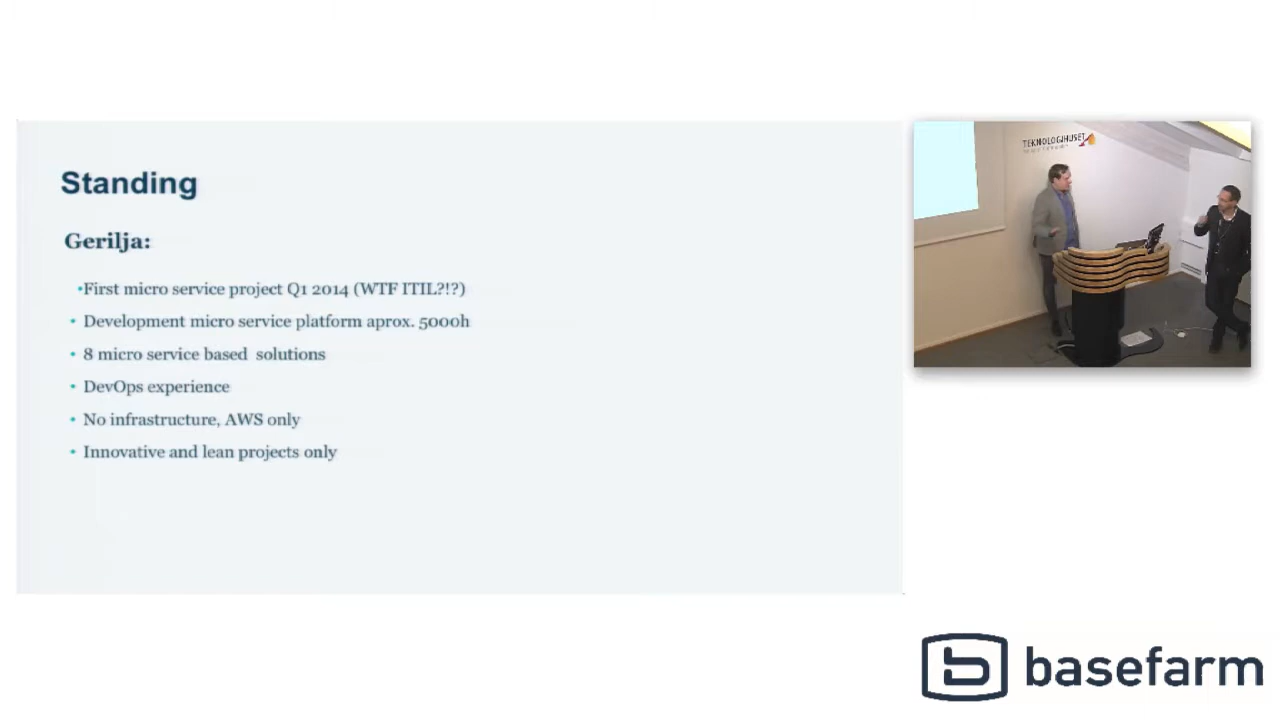 Standing
Gerilja:
•First micro service project Q1 2014 (WTF ITIL?!?)
• Development micro service platform aprox. 5000h
• 8 micro service based solutions
• DevOps experience
• No infrastructure, AWS only
• Innovative and lean projects only
TEKNOLOGIHUSET
basefarm